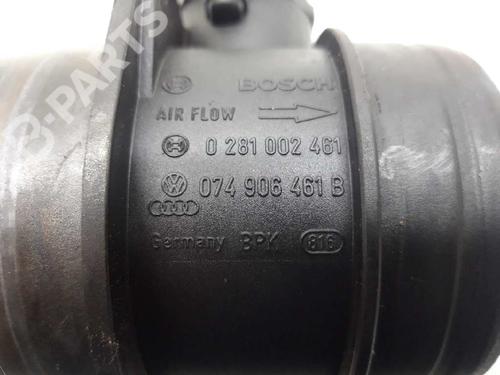 B-PARTS
BOSCH
AIR FLOW
0 281 002 461
074 906 461 B
Germany BPK 816